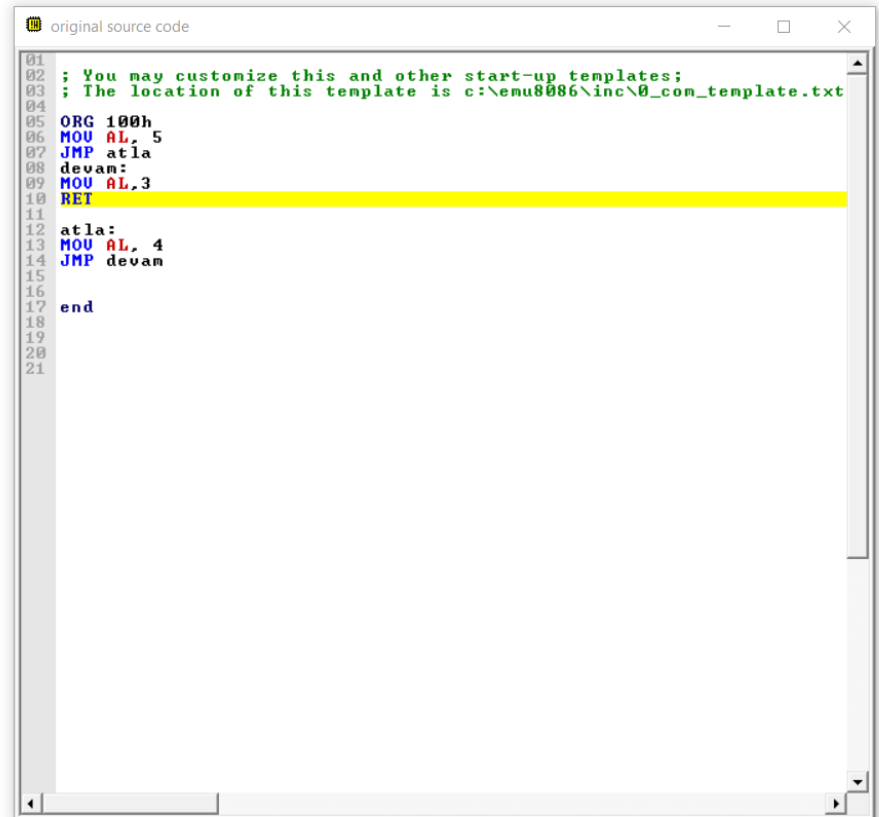 original source code
01
02 ; You may customize this and other start-up templates;
03 ; The location of this template is c:\emu8086\inc\0_com_template.txt
04
05 ORG 100h
06 MOV AL, 5
07 JMP atla
08 devam:
09 MOV AL,3
10 RET
11
12 atla:
13 MOV AL, 4
14 JMP devam
15
16
17 end
18
19
20
21